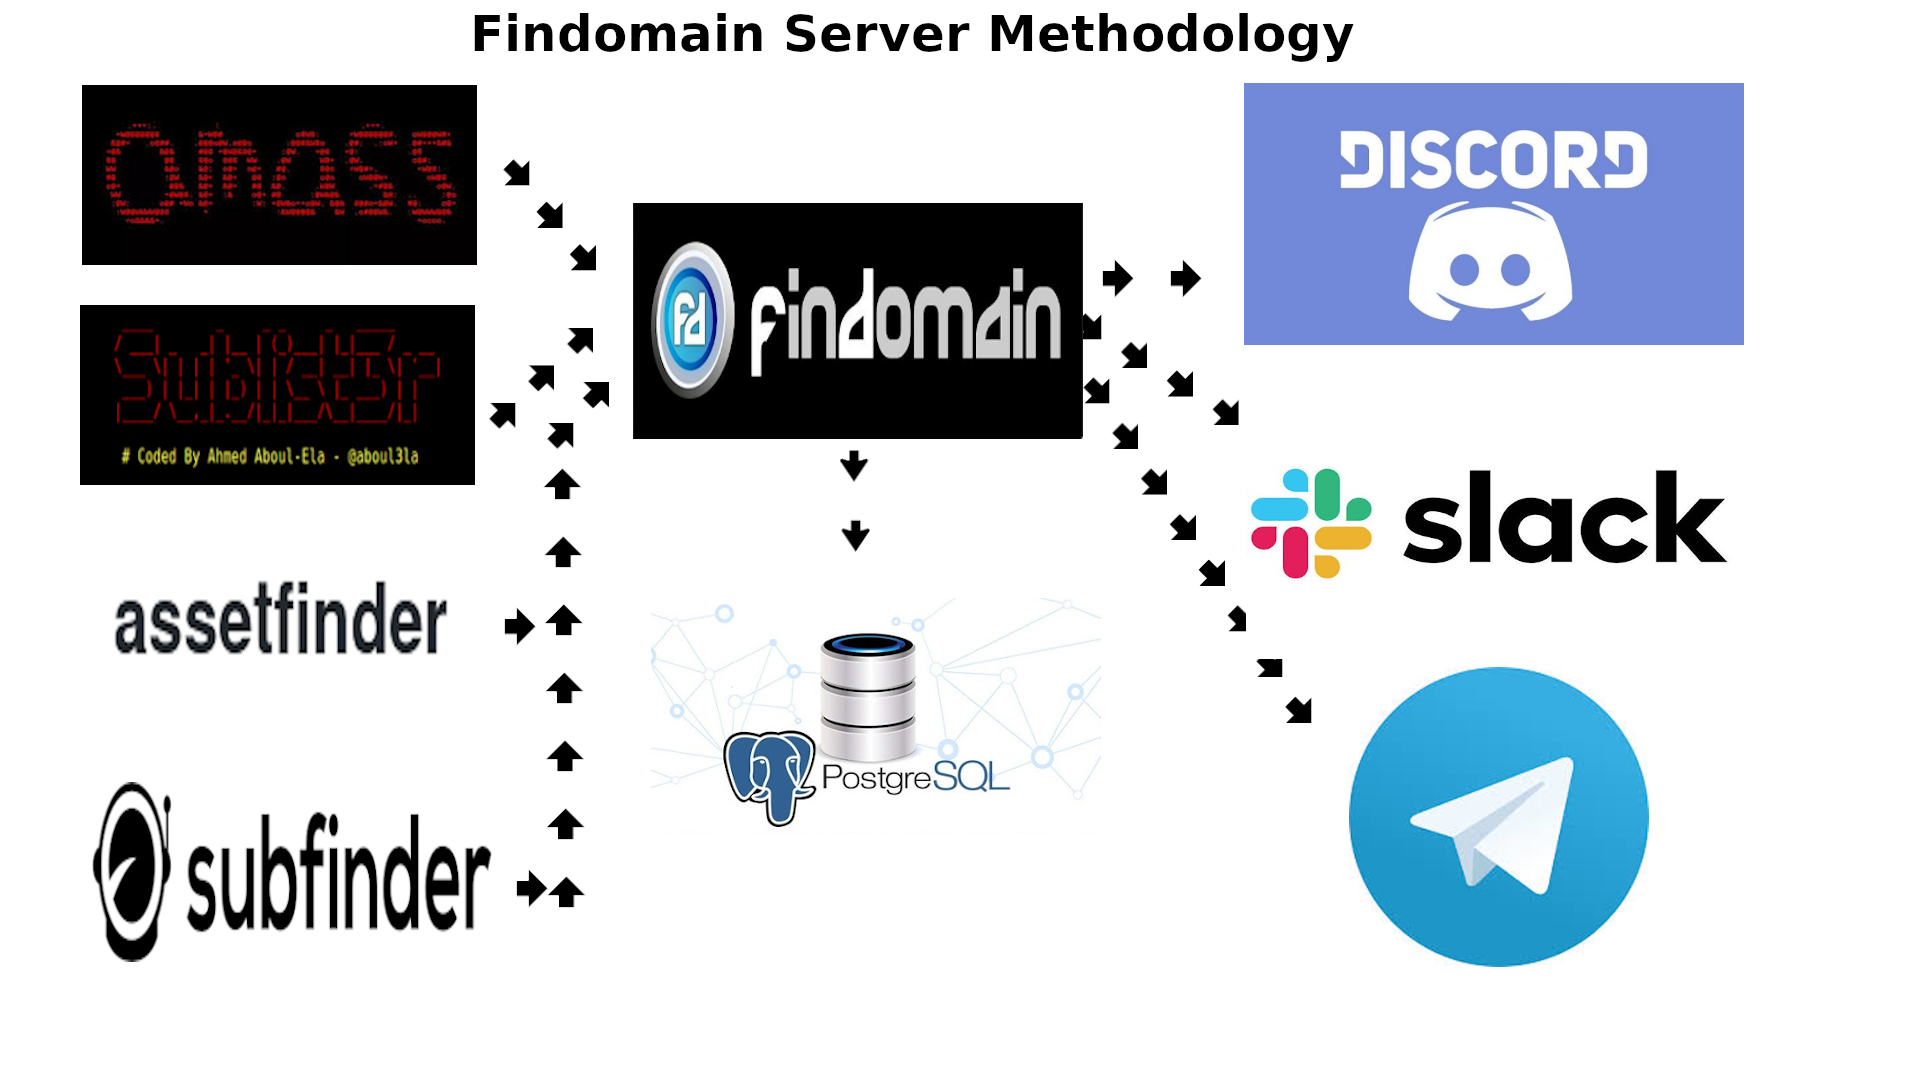 Findomain Server Methodology
amass
Sublist3r
# Coded By Ahmed Aboul-Ela - @aboul3la
assetfinder
subfinder
Fd findomain
PostgreSQL
DISCORD
slack